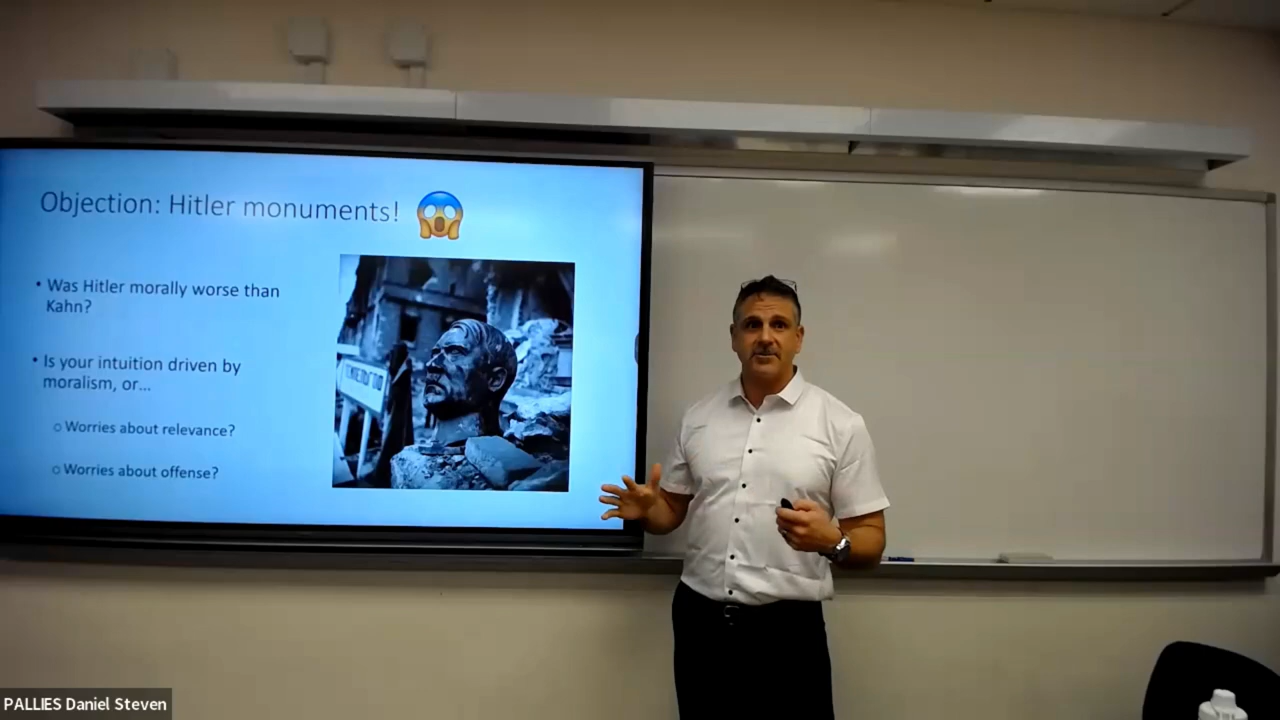 Objection: Hitler monuments! 😱
• Was Hitler morally worse than
Kahn?
• Is your intuition driven by
moralism, or...
○ Worries about relevance?
○ Worries about offense?
PALLIES Daniel Steven